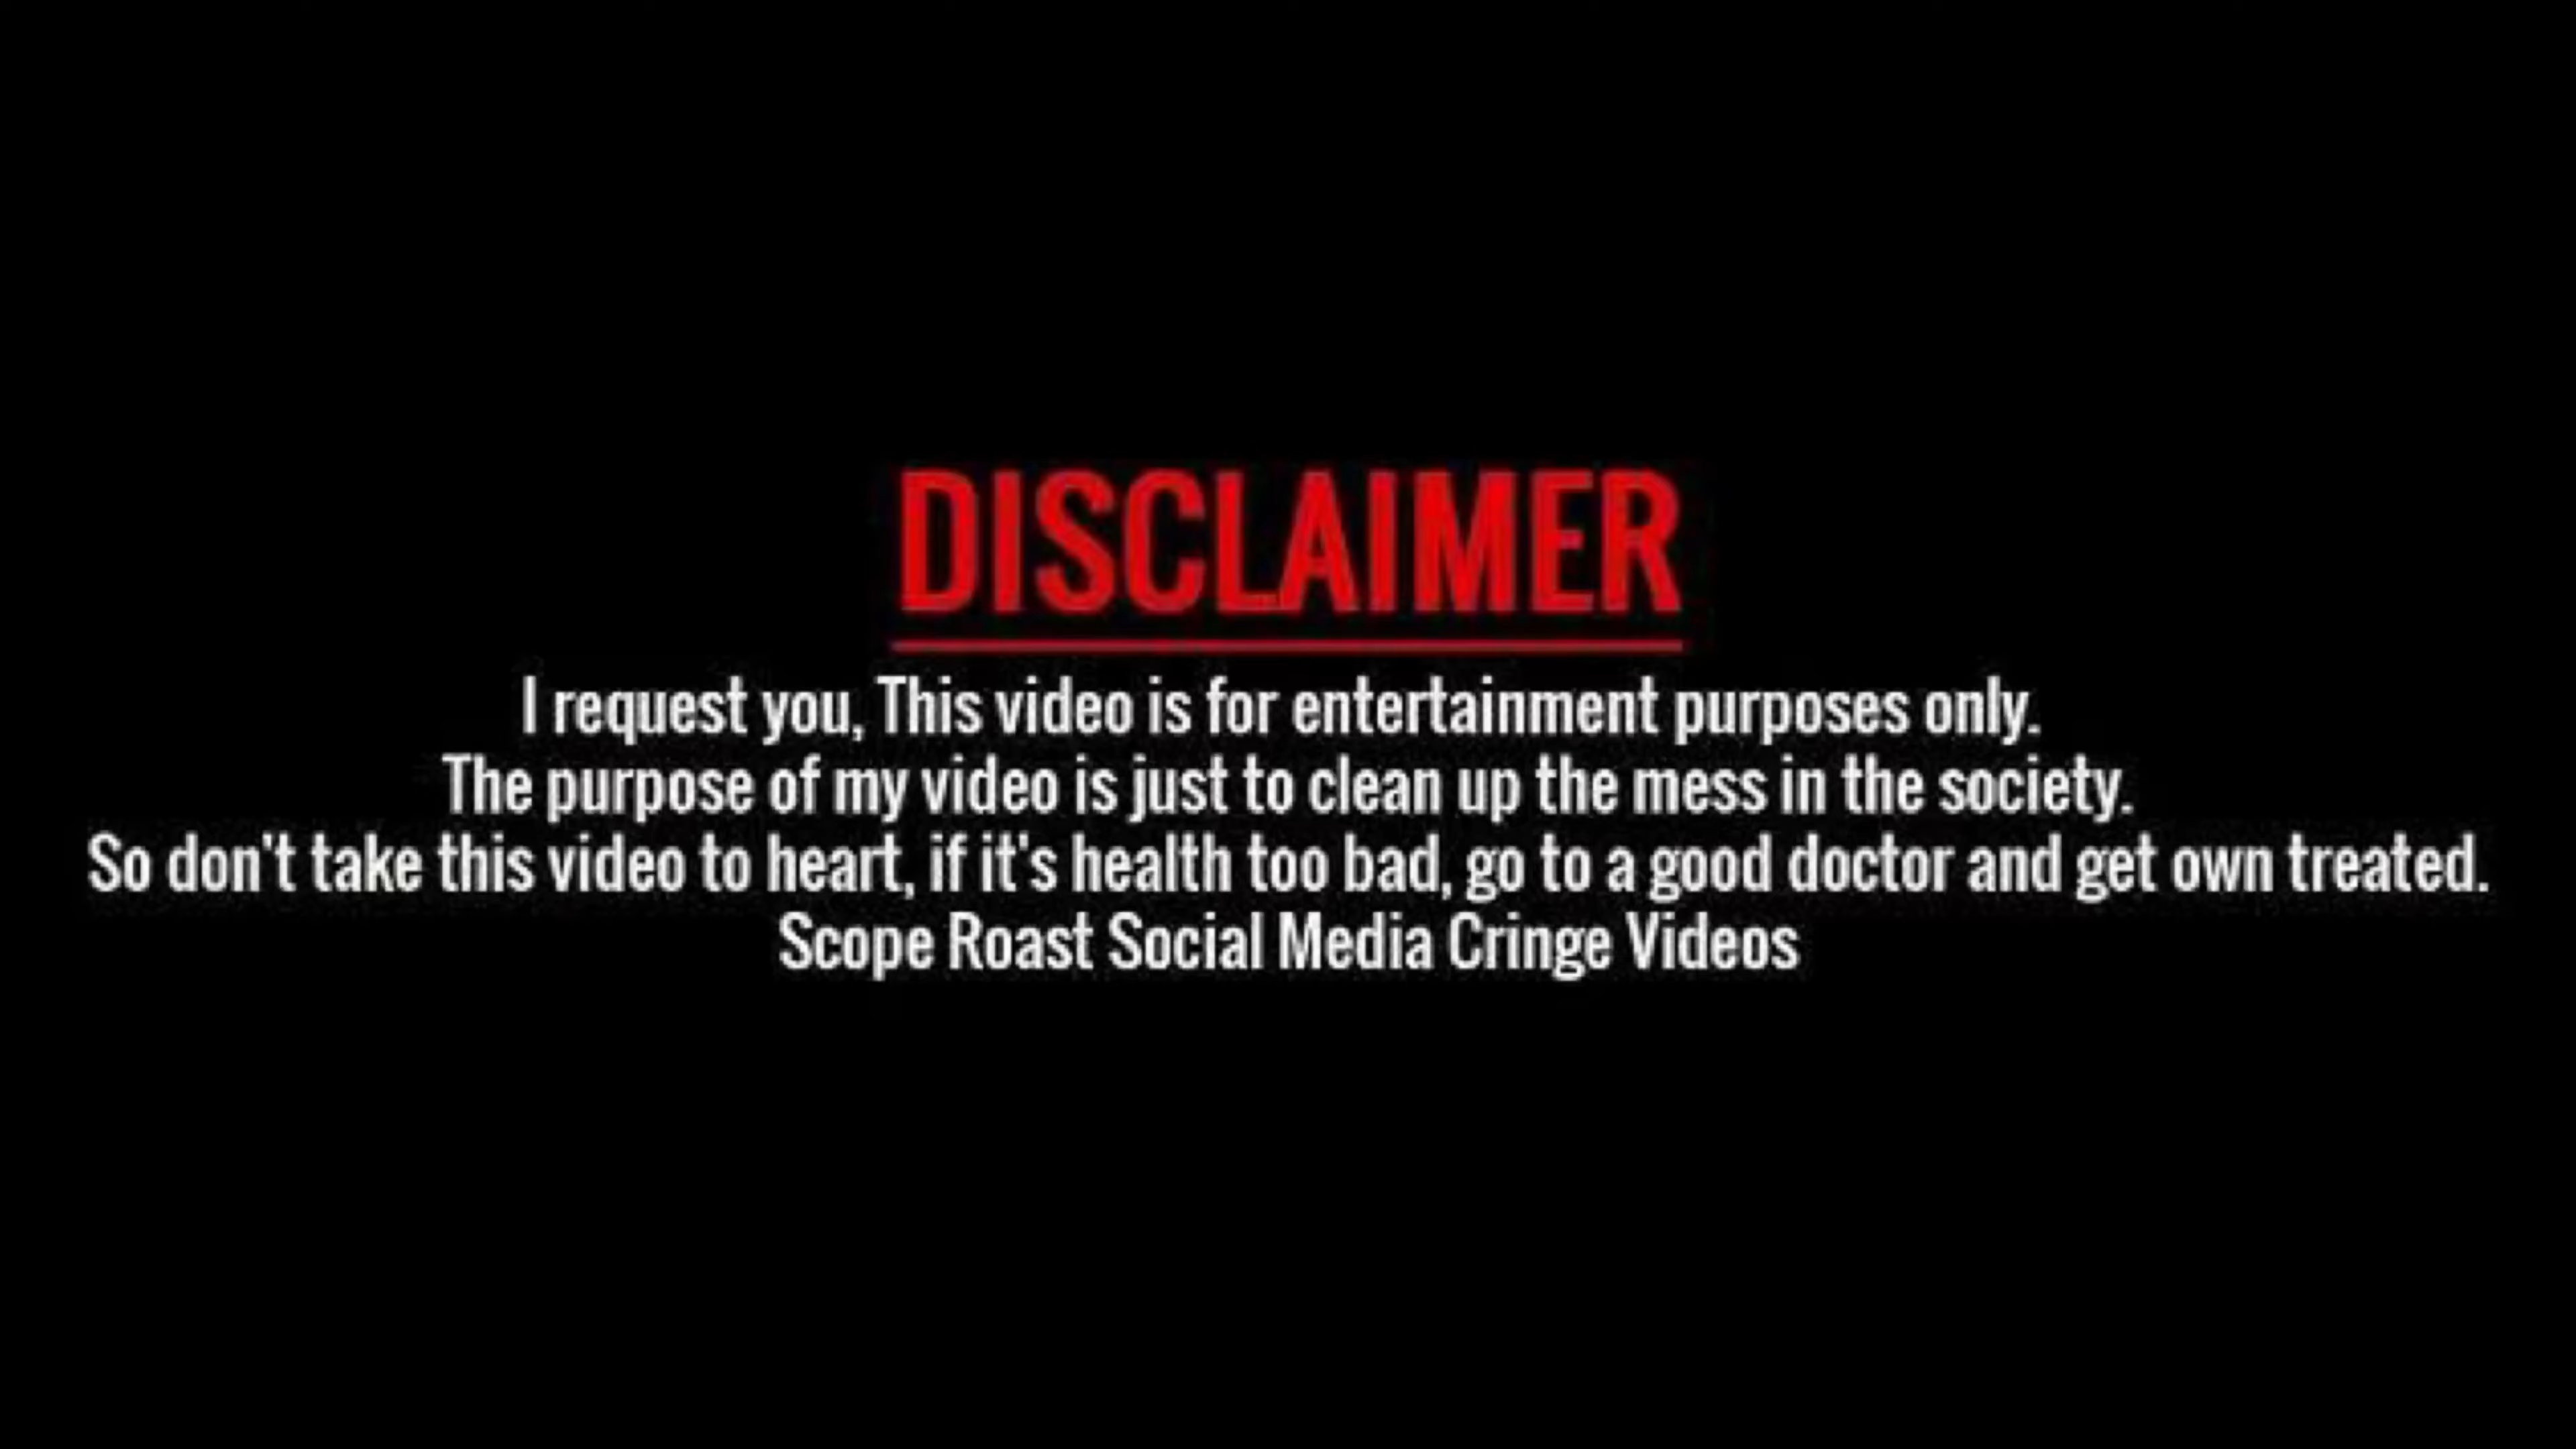 DISCLAIMER
I request you, This video is for entertainment purposes only.
The purpose of my video is just to clean up the mess in the society.
So don't take this video to heart, if it's health too bad, go to a good doctor and get own treated.
Scope Roast Social Media Cringe Videos